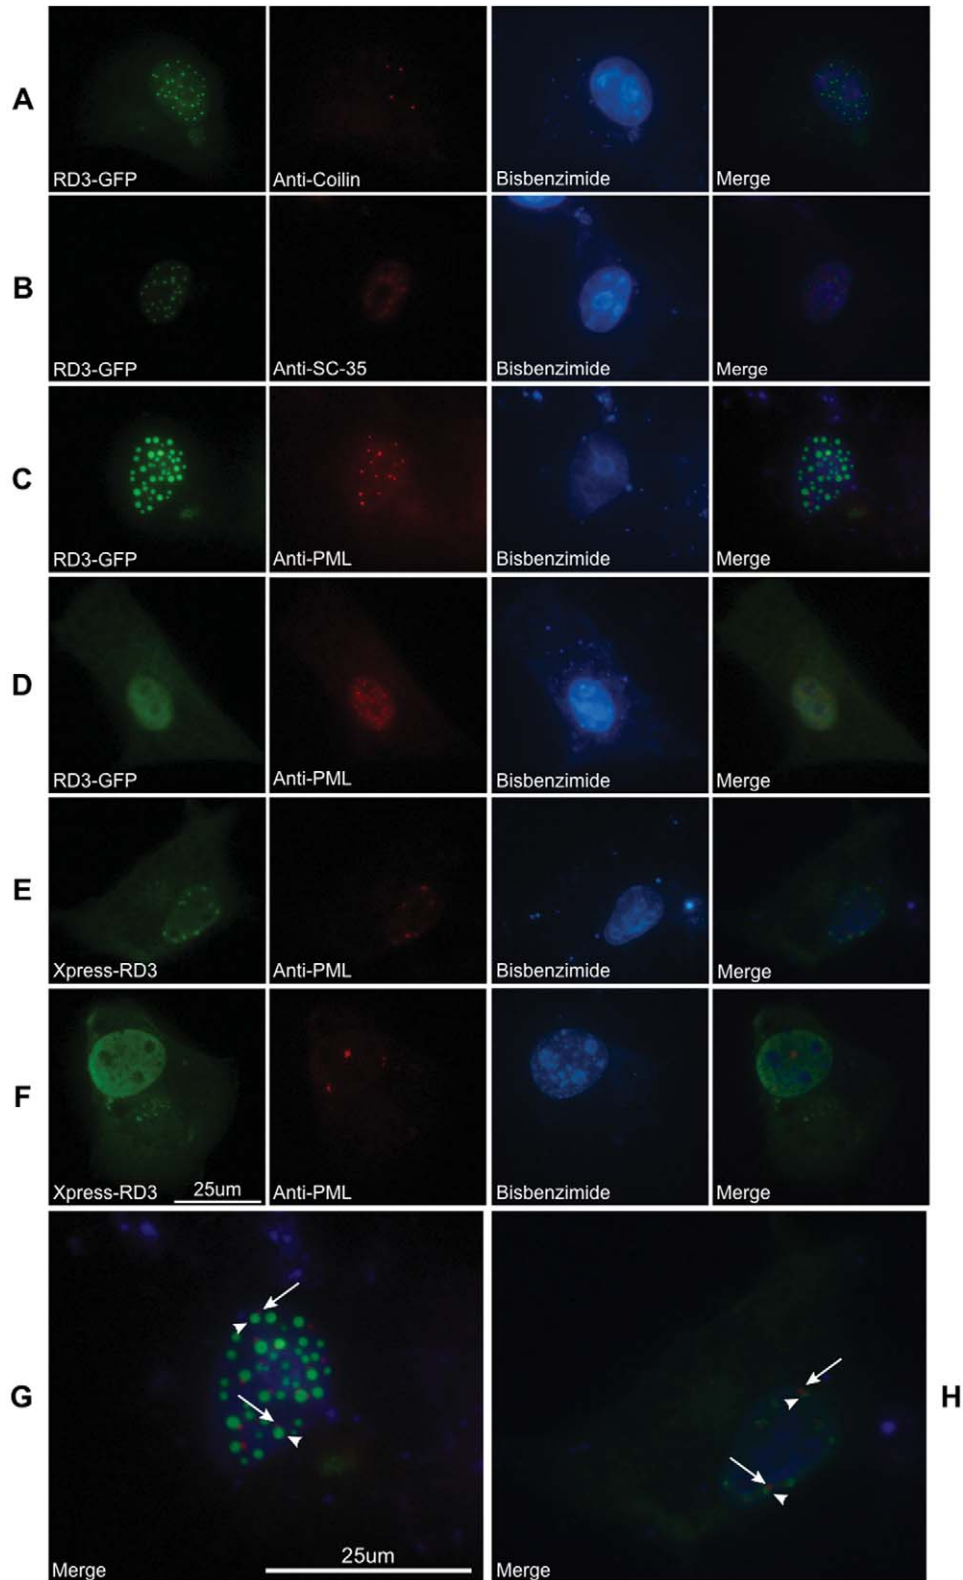 A
RD3-GFP
Anti-Coilin
Bisbenzimide
Merge
B
RD3-GFP
Anti-SC-35
Bisbenzimide
Merge
C
RD3-GFP
Anti-PML
Bisbenzimide
Merge
D
RD3-GFP
Anti-PML
Bisbenzimide
Merge
E
Xpress-RD3
Anti-PML
Bisbenzimide
Merge
F
25um
Xpress-RD3
Anti-PML
Bisbenzimide
Merge
G
H
25um
Merge
Merge